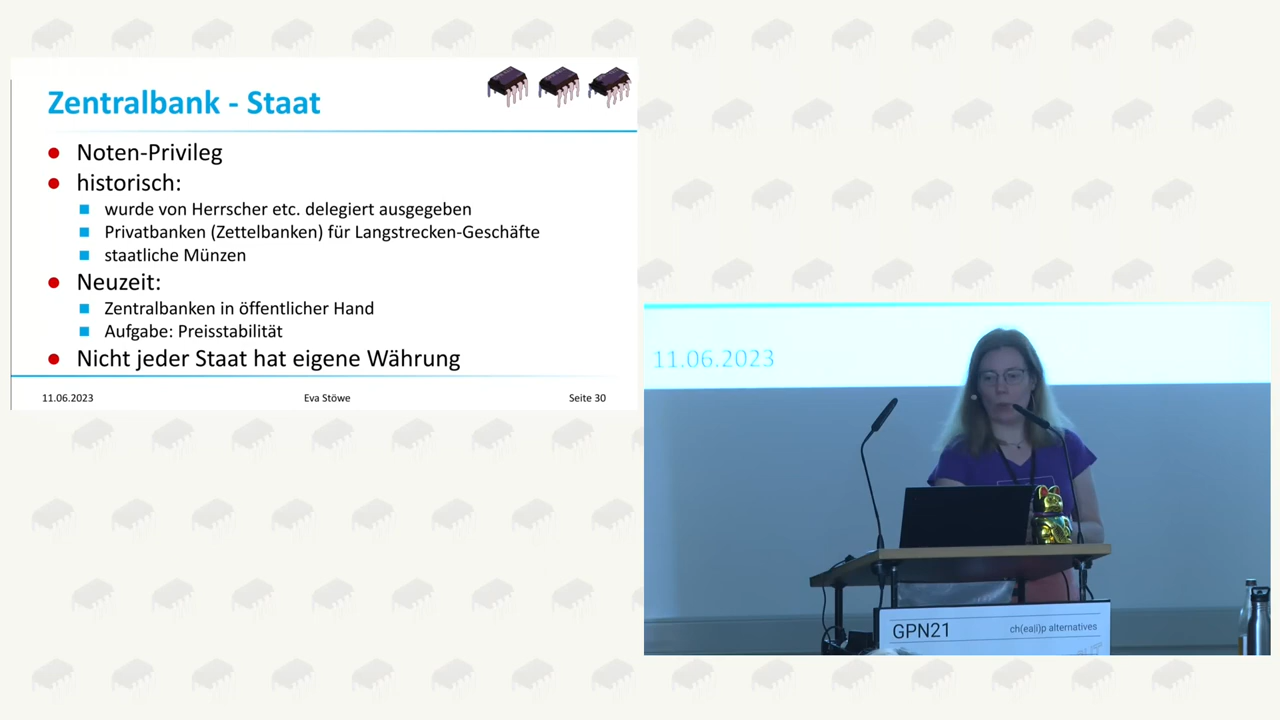 Zentralbank - Staat
Noten-Privileg
historisch:
wurde von Herrscher etc. delegiert ausgegeben
Privatbanken (Zettelbanken) für Langstrecken-Geschäfte
staatliche Münzen
Neuzeit:
Zentralbanken in öffentlicher Hand
Aufgabe: Preisstabilität
Nicht jeder Staat hat eigene Währung
11.06.2023 Eva Stöwe Seite 30
11.06.2023
GPN21 ch(ea|i)p alternatives